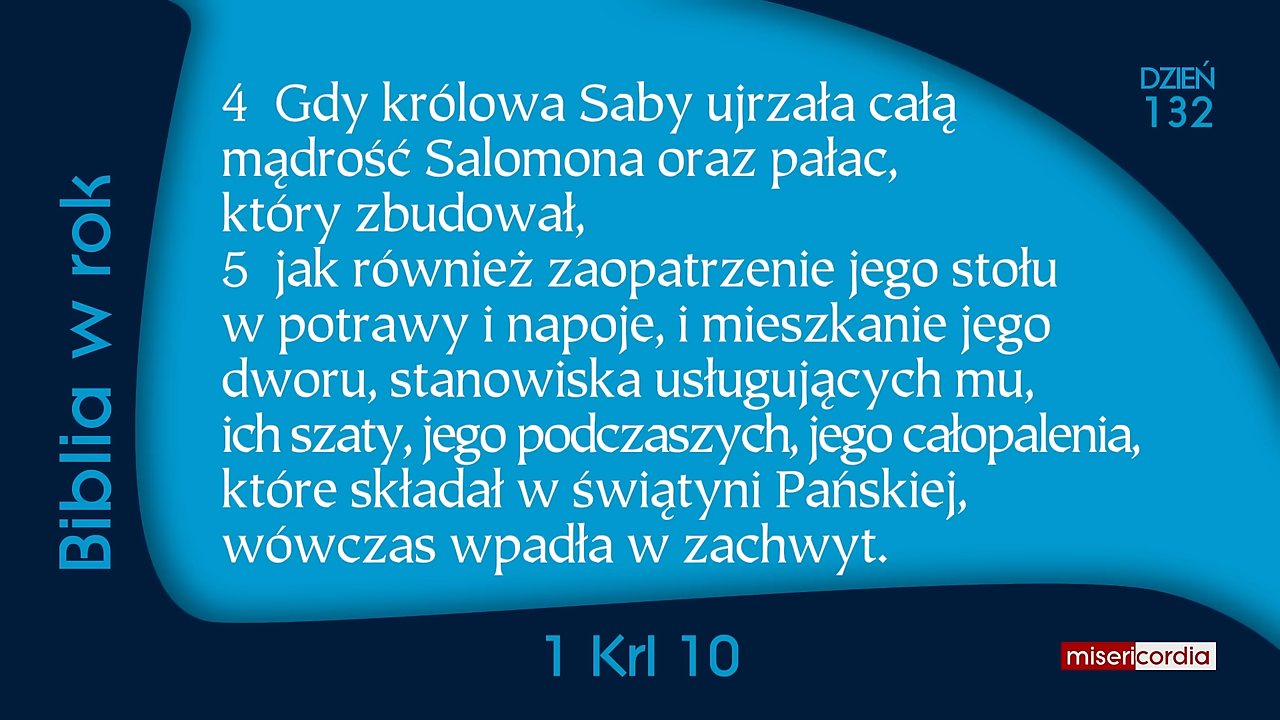 DZIEŃ
132
Biblia w rok
4 Gdy królowa Saby ujrzała całą
mądrość Salomona oraz pałac,
który zbudował,
5 jak również zaopatrzenie jego stołu
w potrawy i napoje, i mieszkanie jego
dworu, stanowiska usługujących mu,
ich szaty, jego podczaszych, jego całopalenia,
które składał w świątyni Pańskiej,
wówczas wpadła w zachwyt.
1 Krl 10
misericordia